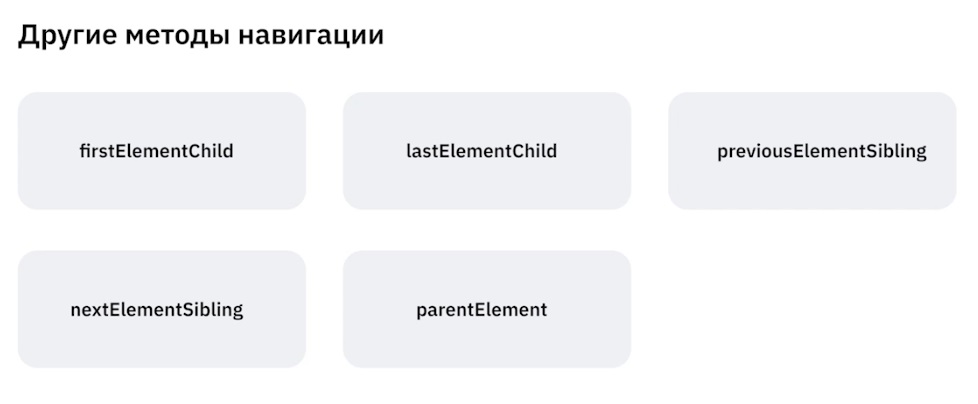 Другие методы навигации
firstElementChild
lastElementChild
previousElementSibling
nextElementSibling
parentElement